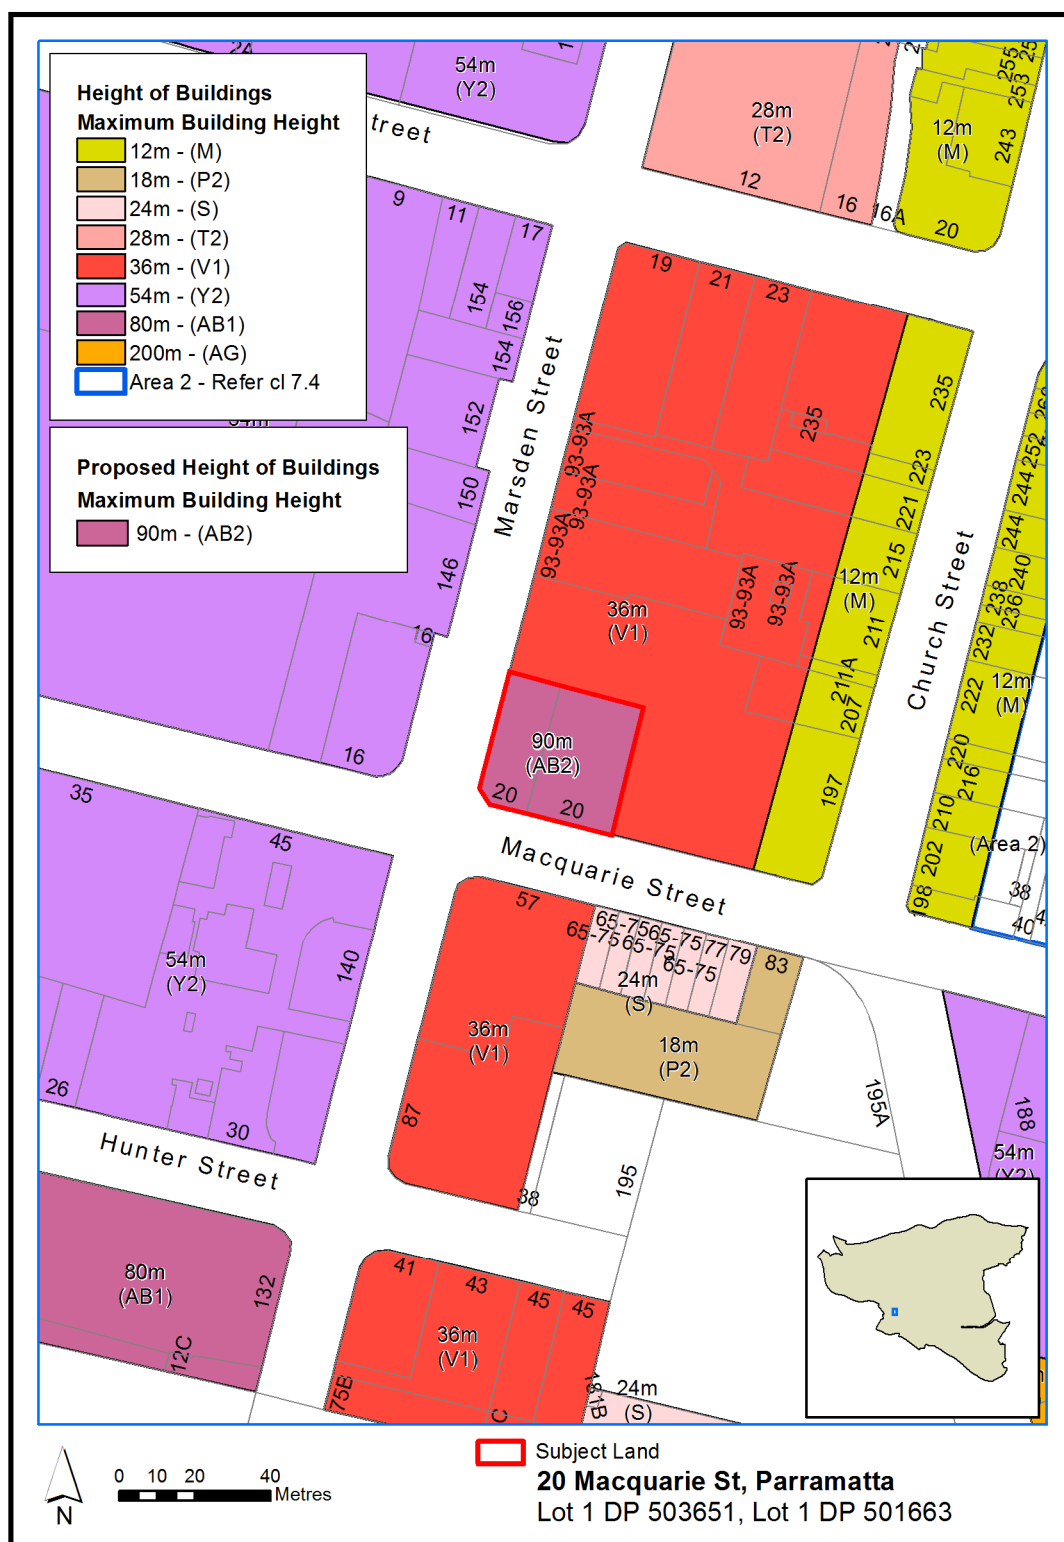 Height of Buildings
Maximum Building Height
12m - (M)
18m - (P2)
24m - (S)
28m - (T2)
36m - (V1)
54m - (Y2)
80m - (AB1)
200m - (AG)
Area 2 - Refer cl 7.4
Proposed Height of Buildings
Maximum Building Height
90m - (AB2)
treet
54m
(Y2)
28m
(T2)
12
16
16A
12m
(M)
255
253
243
20
9
11
17
154
156
154
152
150
146
16
16
Marsden Street
19
21
23
235
235
223
221
215
211
211A
207
197
93-93A
93-93A
93-93A
93-93A
93-93A
36m
(V1)
12m
(M)
90m
(AB2)
20
20
Church Street
252
244
244
240
238
236
232
222
220
216
210
202
198
12m
(M)
(Area 2)
38
40
Macquarie Street
35
45
140
54m
(Y2)
26
30
Hunter Street
57
65-75
65-75
65-75
65-75
65-75
77
79
83
24m
(S)
18m
(P2)
36m
(V1)
87
38
195
195A
188
54m
(Y2)
80m
(AB1)
132
12C
41
43
45
45
36m
(V1)
75B
C
181B
24m
(S)
0 10 20 40
Metres
N
Subject Land
20 Macquarie St, Parramatta
Lot 1 DP 503651, Lot 1 DP 501663